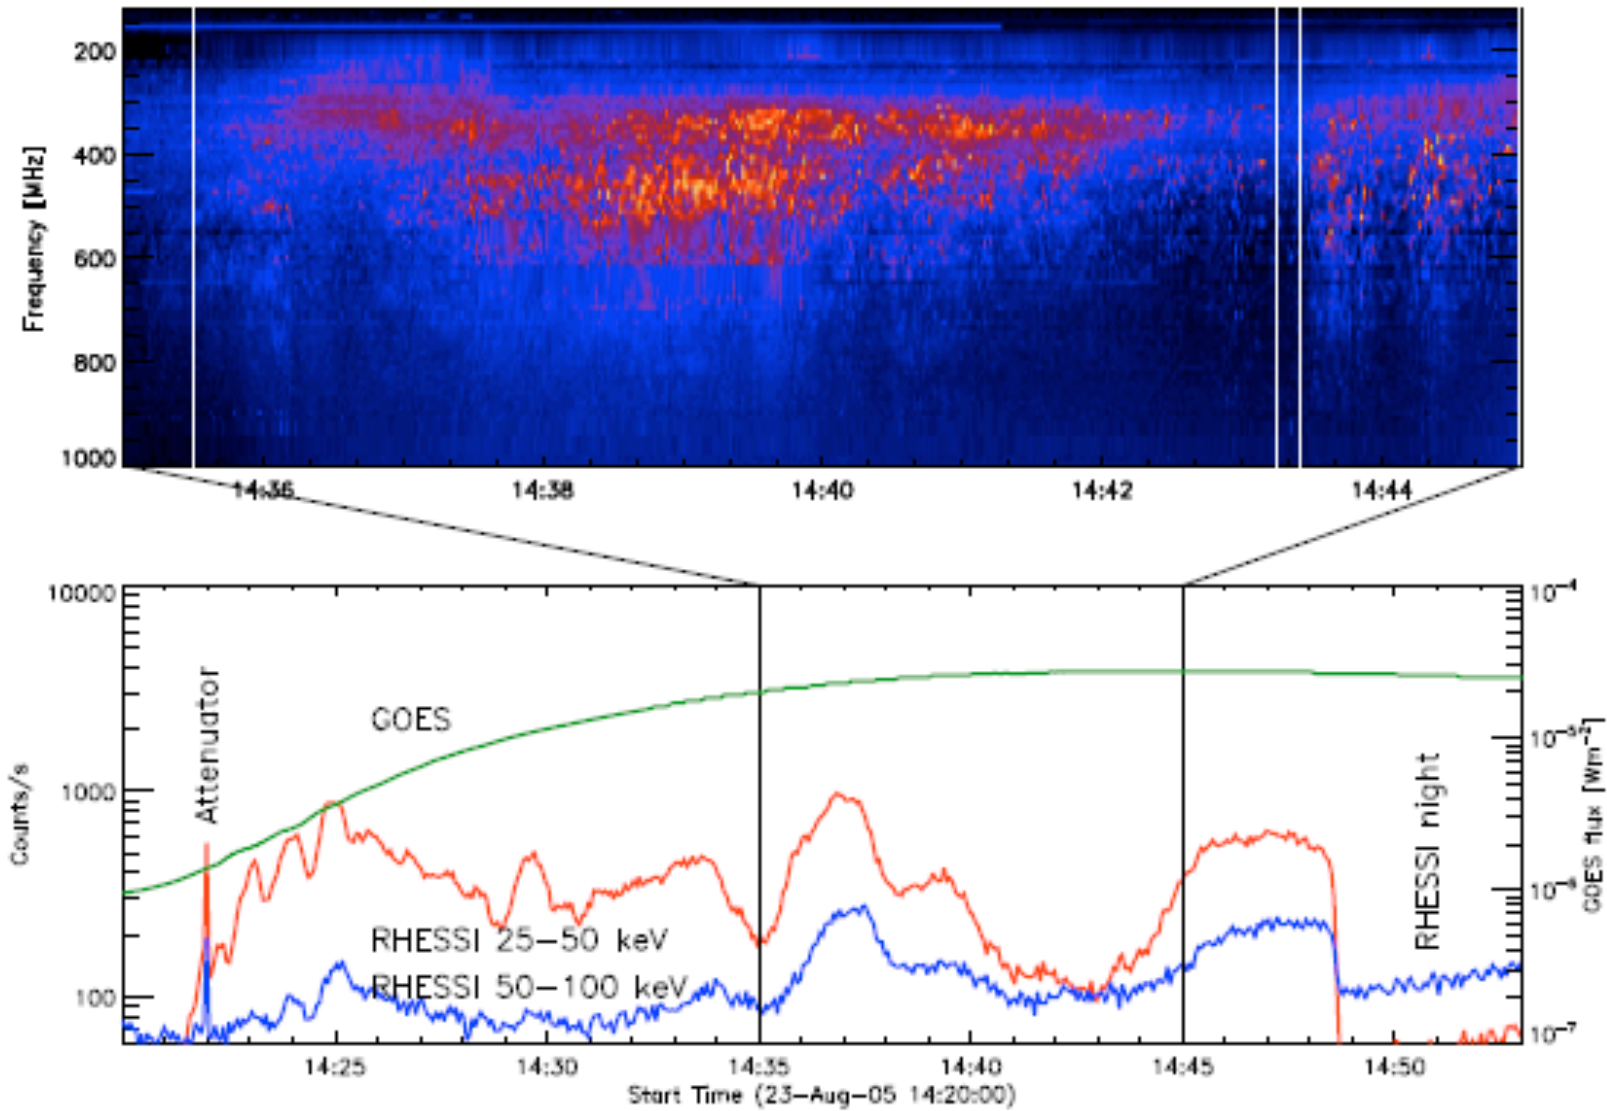 200
400
600
800
1000
Frequency [MHz]
14:36
14:38
14:40
14:42
14:44
10000
1000
100
Counts/s
Attenuator
GOES
RHESSI 25-50 keV
RHESSI 50-100 keV
RHESSI night
10-4
10-5
10-6
10-7
GOES flux [Wm-2]
14:25
14:30
14:35
14:40
14:45
14:50
Start Time (23-Aug-05 14:20:00)